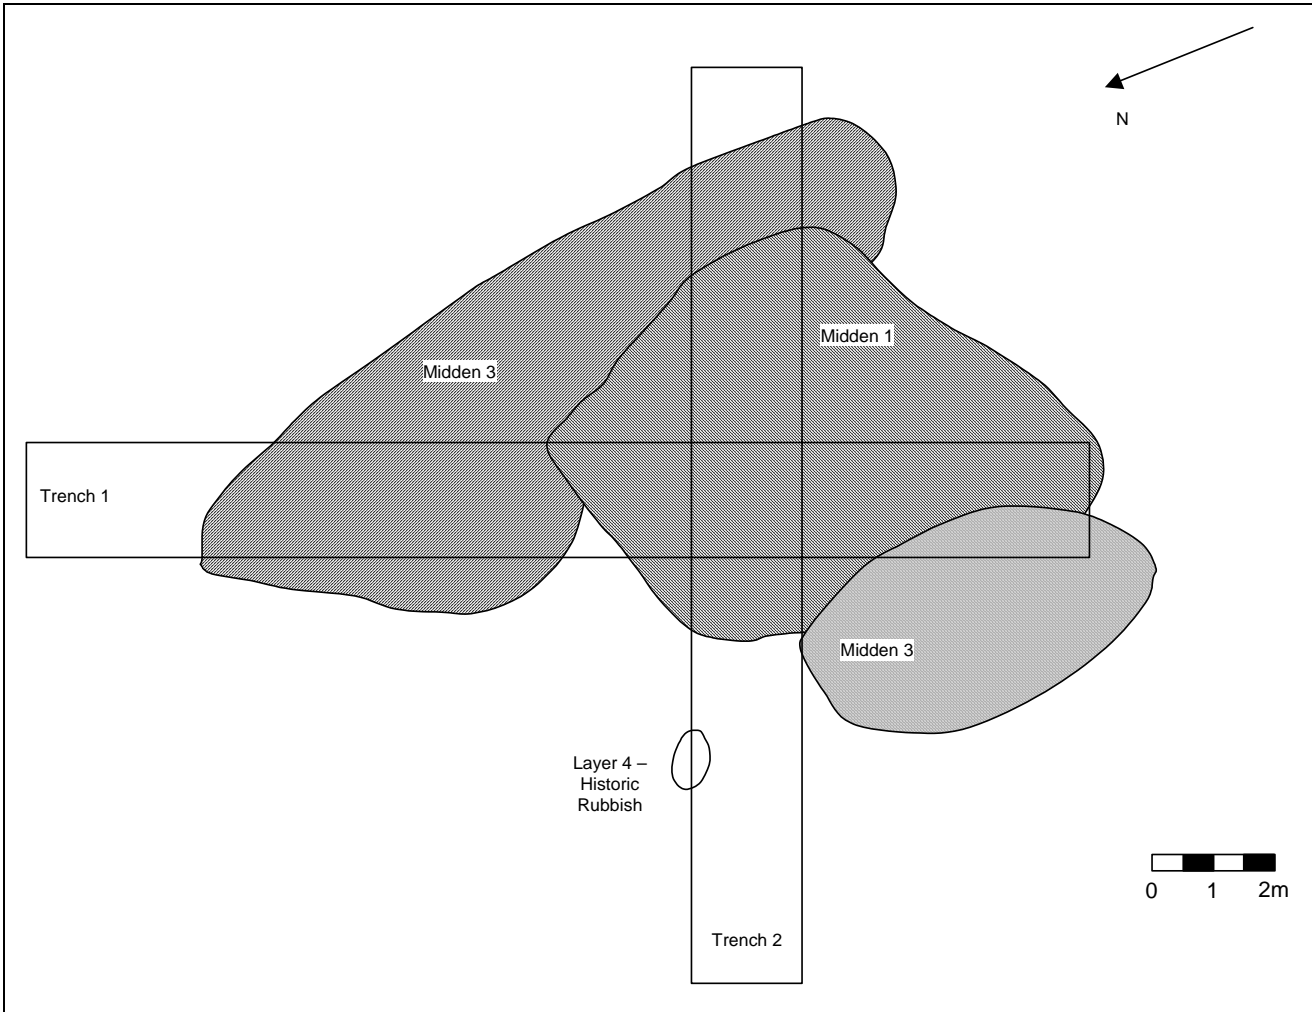 N
Midden 1
Midden 3
Trench 1
Midden 3
Layer 4 –
Historic
Rubbish
0 1 2m
Trench 2